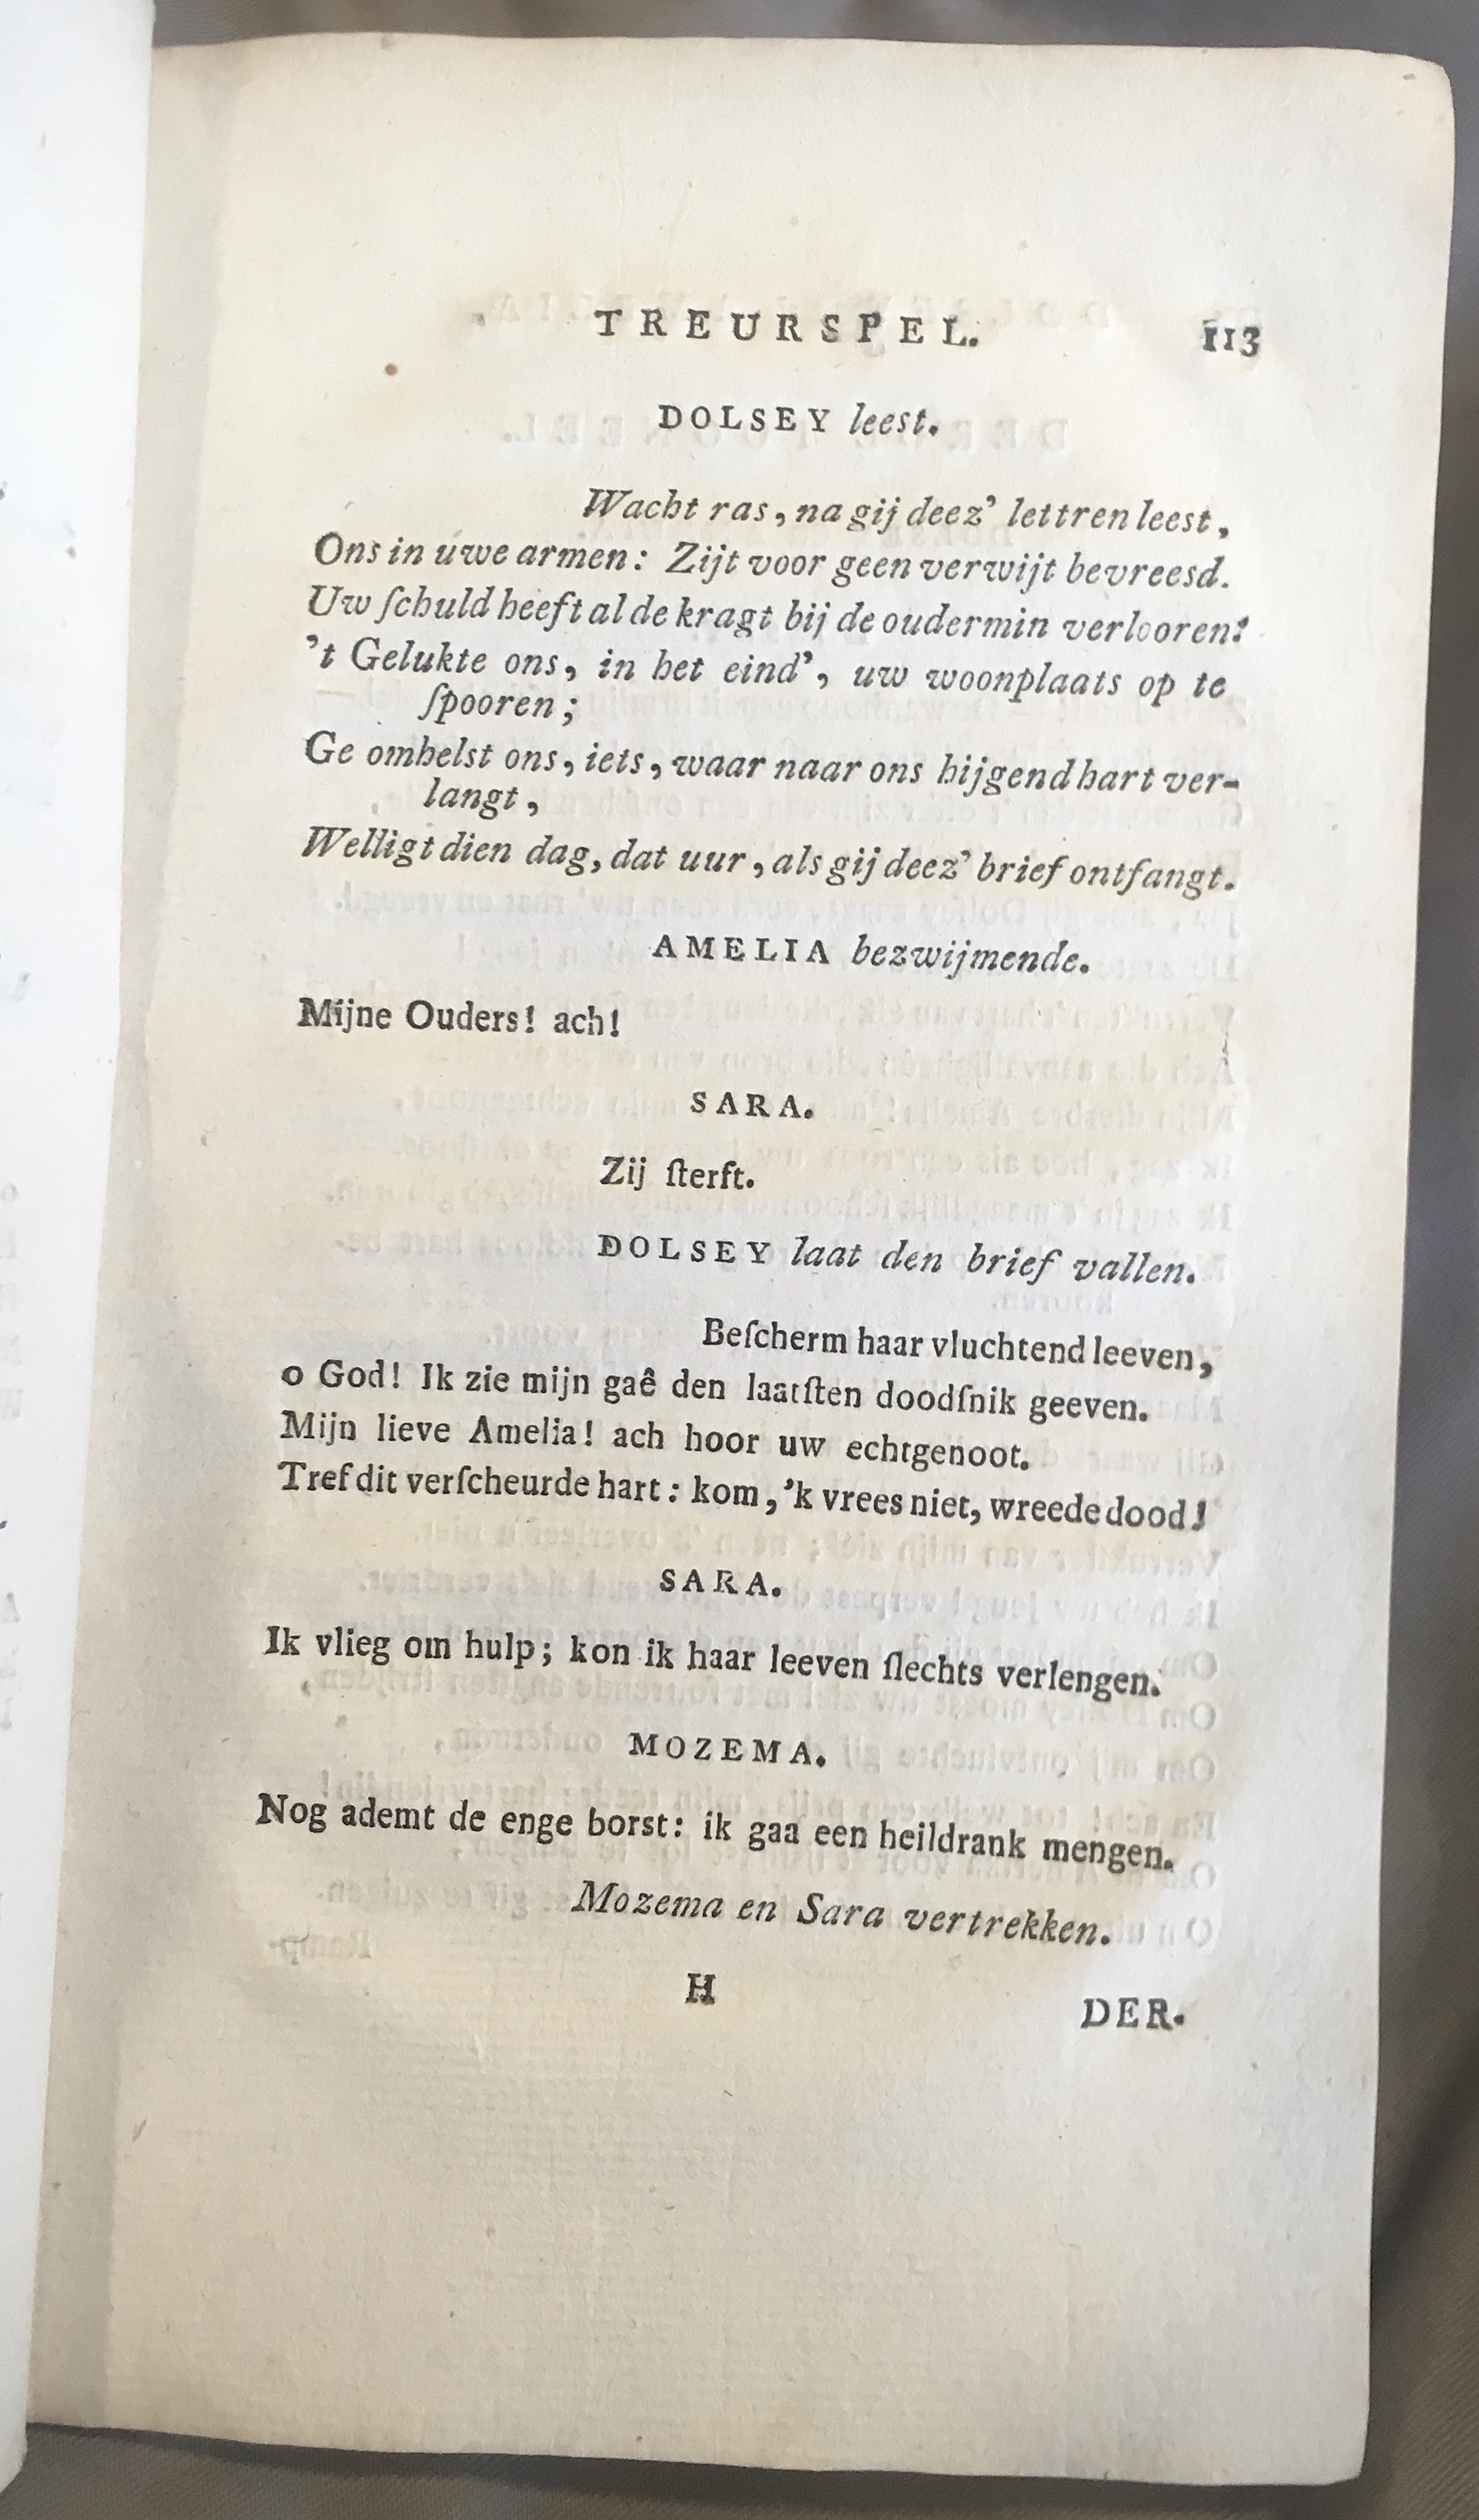 TREURSPEL. 113
DOLSEY leest.
Wacht ras, na gij deez' lettren leest,
Ons in uwe armen: Zijt voor geen verwijt bevreesd.
Uw ſchuld heeft al de kragt bij de oudermin verlooren:
't Gelukte ons, in het eind', uw woonplaats op te
ſpooren;
Ge omhelst ons, iets, waar naar ons hijgend hart ver-
langt,
Welligt dien dag, dat uur, als gij deez' brief ontfangt.
AMELIA bezwijmende.
Mijne Ouders! ach!
SARA.
Zij ſterft.
DOLSEY laat den brief vallen.
Beſcherm haar vluchtend leeven,
o God! Ik zie mijn gaê den laatſten doodſnik geeven.
Mijn lieve Amelia! ach hoor uw echtgenoot.
Tref dit verſcheurde hart: kom, 'k vrees niet, wreede dood!
SARA.
Ik vlieg om hulp; kon ik haar leeven ſlechts verlengen.
MOZEMA.
Nog ademt de enge borst: ik gaa een heildrank mengen.
Mozema en Sara vertrekken.
H DER-